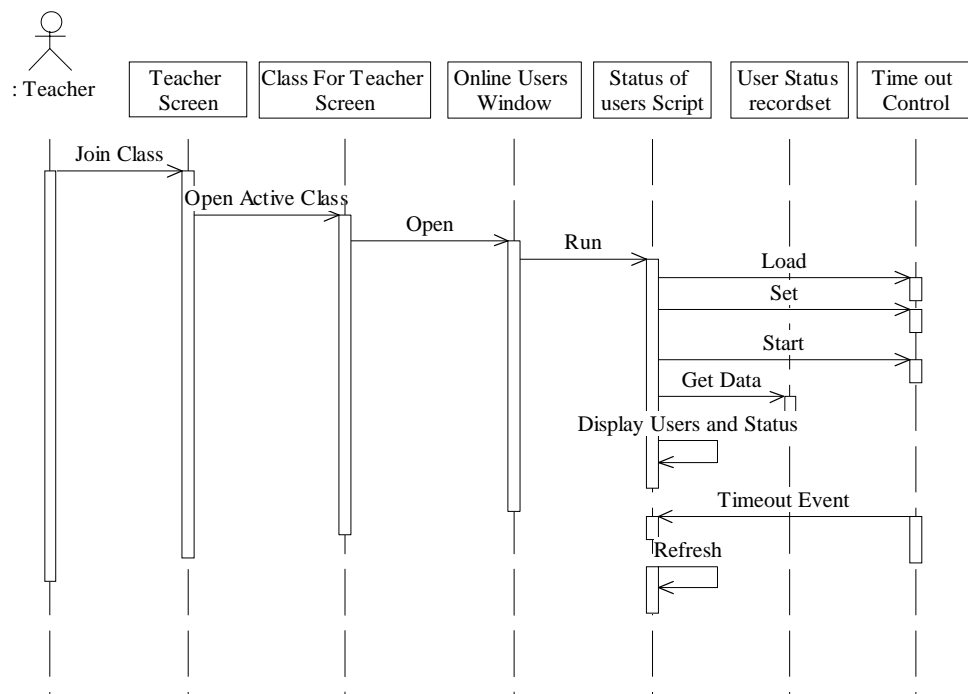 : Teacher
Teacher
Screen
Class For Teacher
Screen
Online Users
Window
Status of
users Script
User Status
recordset
Time out
Control
Join Class
Open Active Class
Open
Run
Load
Set
Start
Get Data
Display Users and Status
Timeout Event
Refresh